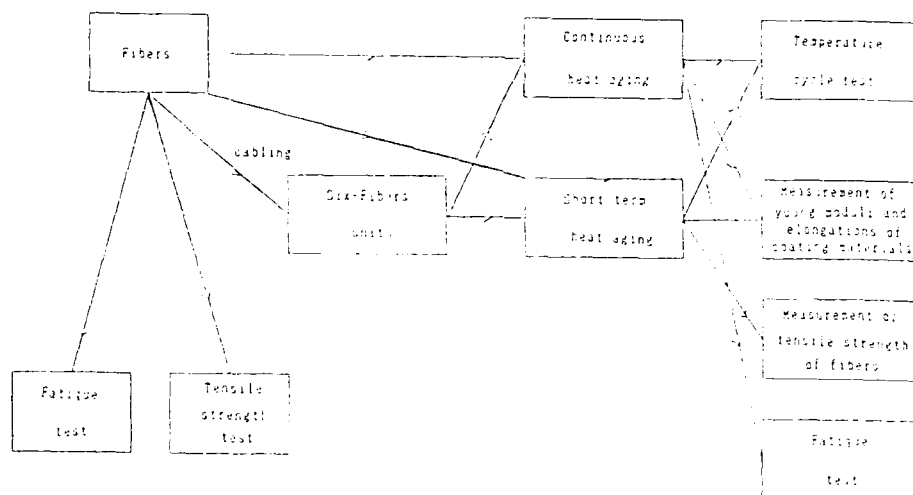 Fibers
Continuous
heat aging
Temperature
cycle test
cabling
Six-Fibers
units
Short term
heat aging
Measurement of
young moduli and
elongations of
coating materials
Measurement of
tensile strength
of fibers
Fatigue
test
Tensile
strength
test
Fatigue
test